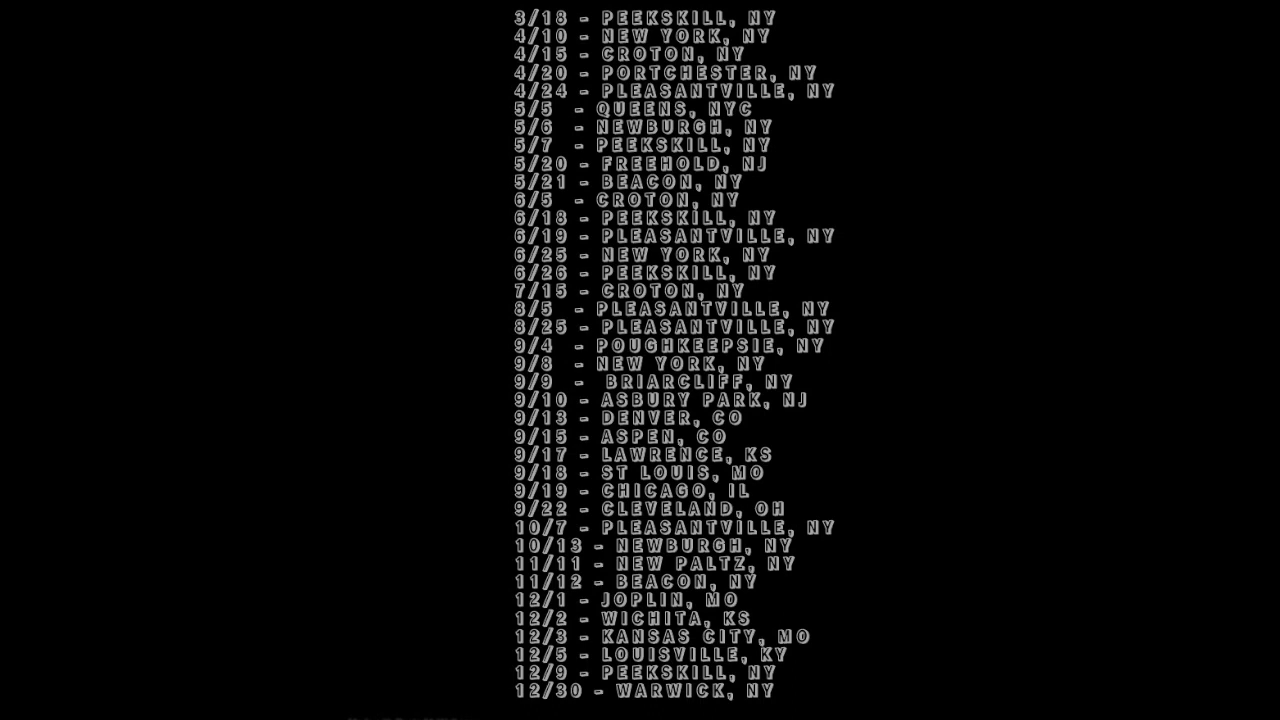 3/18 - PEEKSKILL, NY
4/10 - NEW YORK, NY
4/15 - CROTON, NY
4/20 - PORTCHESTER, NY
4/24 - PLEASANTVILLE, NY
5/5 - QUEENS, NYC
5/6 - NEWBURGH, NY
5/7 - PEEKSKILL, NY
5/20 - FREEHOLD, NJ
5/21 - BEACON, NY
6/5 - CROTON, NY
6/18 - PEEKSKILL, NY
6/19 - PLEASANTVILLE, NY
6/25 - NEW YORK, NY
6/26 - PEEKSKILL, NY
7/15 - CROTON, NY
8/5 - PLEASANTVILLE, NY
8/25 - PLEASANTVILLE, NY
9/4 - POUGHKEEPSIE, NY
9/8 - NEW YORK, NY
9/9 - BRIARCLIFF, NY
9/10 - ASBURY PARK, NJ
9/13 - DENVER, CO
9/15 - ASPEN, CO
9/17 - LAWRENCE, KS
9/18 - ST LOUIS, MO
9/19 - CHICAGO, IL
9/22 - CLEVELAND, OH
10/7 - PLEASANTVILLE, NY
10/13 - NEWBURGH, NY
11/11 - NEW PALTZ, NY
11/12 - BEACON, NY
12/1 - JOPLIN, MO
12/2 - WICHITA, KS
12/3 - KANSAS CITY, MO
12/5 - LOUISVILLE, KY
12/9 - PEEKSKILL, NY
12/30 - WARWICK, NY